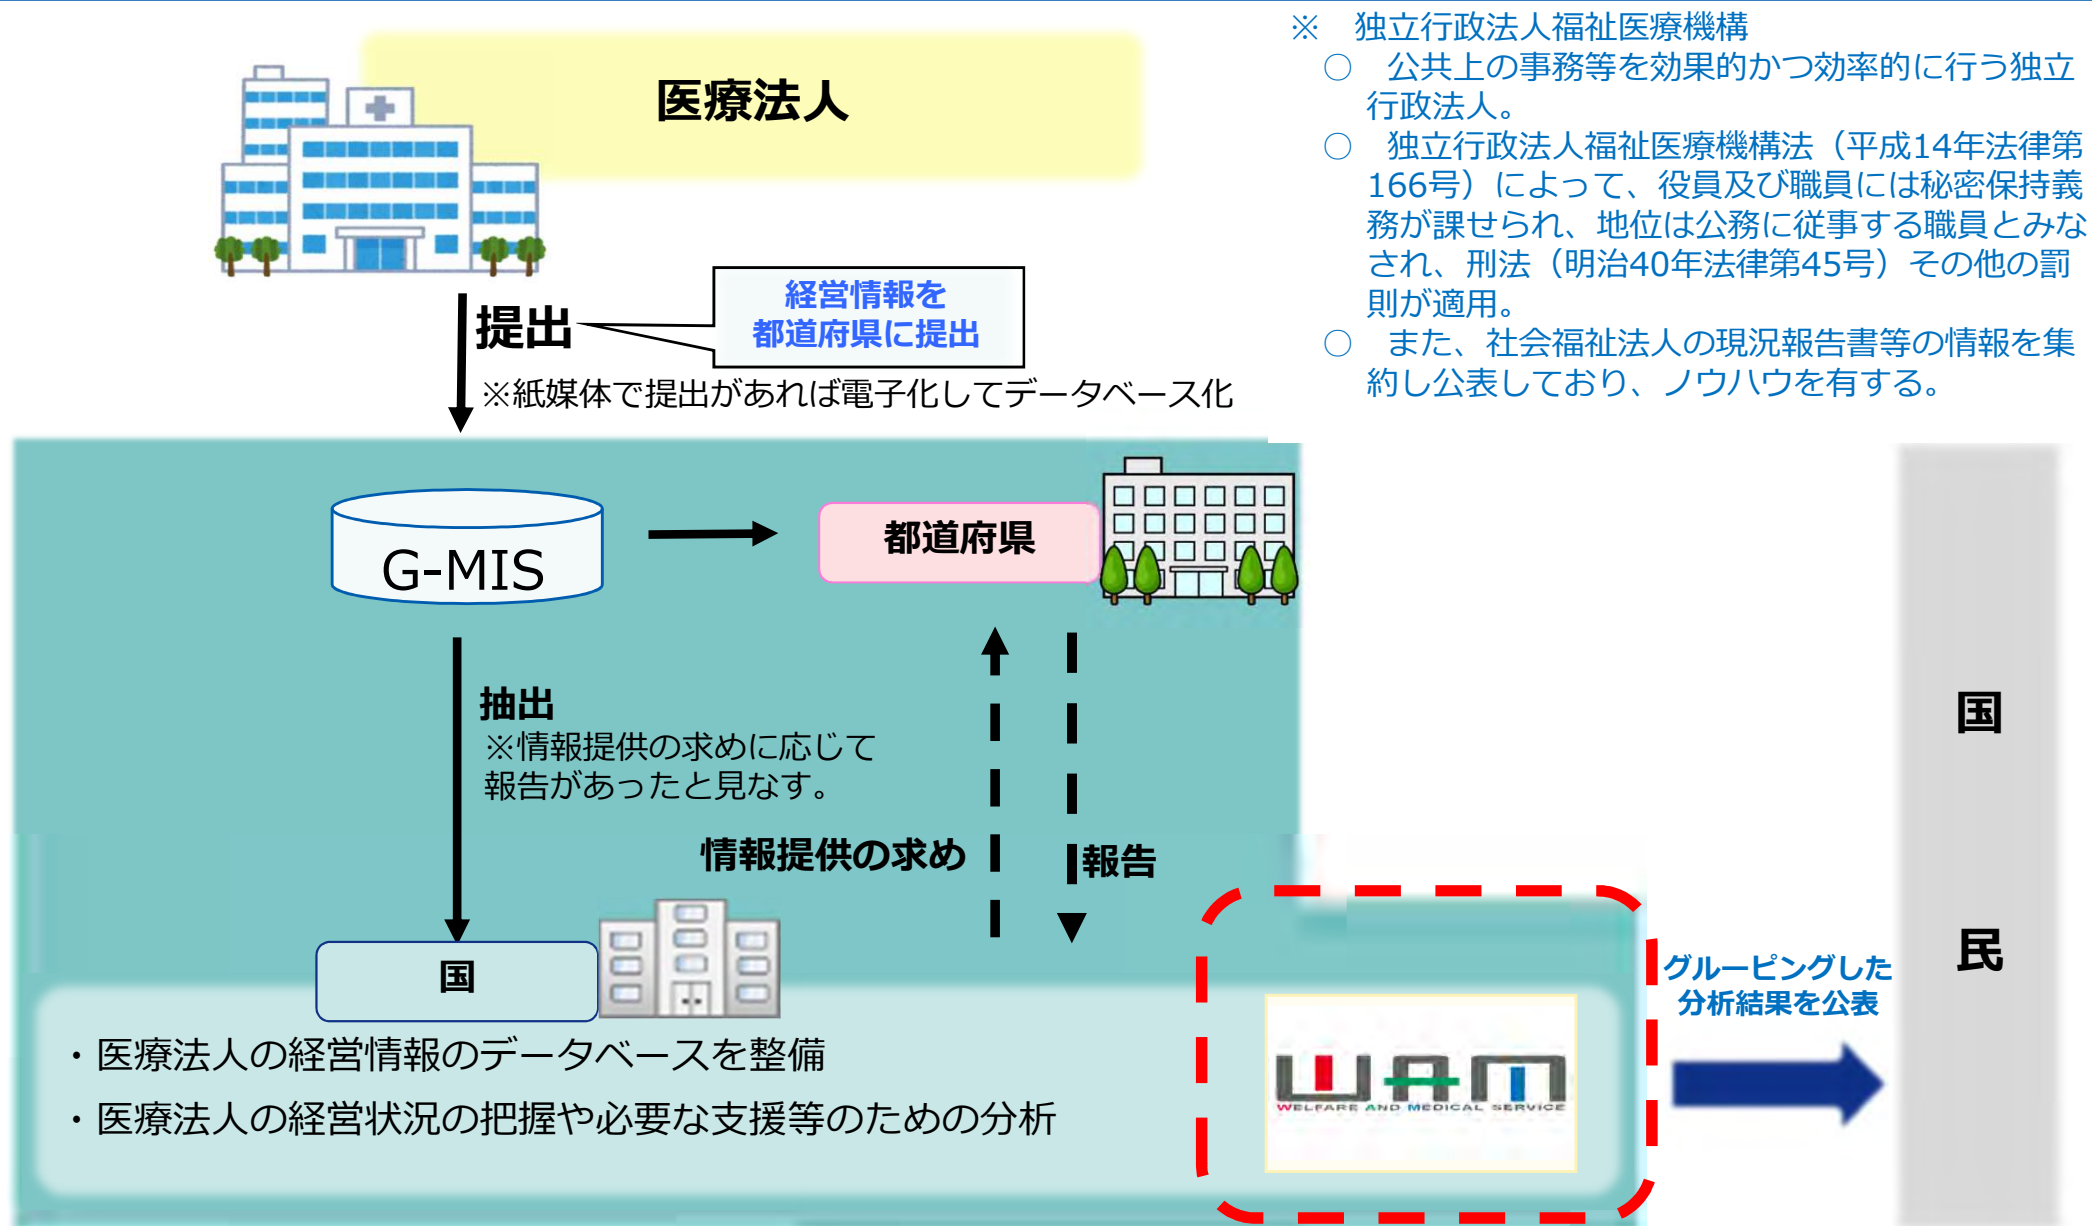 医療法人
※　独立行政法人福祉医療機構
○　公共上の事務等を効果的かつ効率的に行う独立
行政法人。
○　独立行政法人福祉医療機構法（平成14年法律第
166号）によって、役員及び職員には秘密保持義
務が課せられ、地位は公務に従事する職員とみな
され、刑法（明治40年法律第45号）その他の罰
則が適用。
○　また、社会福祉法人の現況報告書等の情報を集
約し公表しており、ノウハウを有する。
提出
経営情報を
都道府県に提出
※紙媒体で提出があれば電子化してデータベース化
G-MIS
都道府県
抽出
※情報提供の求めに応じて
報告があったと見なす。
情報提供の求め
報告
国
・医療法人の経営情報のデータベースを整備
・医療法人の経営状況の把握や必要な支援等のための分析
WAM
WELFARE AND MEDICAL SERVICE
グルーピングした
分析結果を公表
国
民